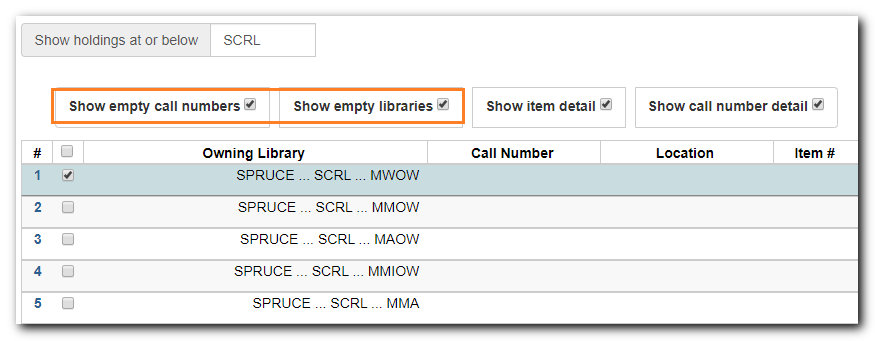 Show holdings at or below SCRL
Show empty call numbers Show empty libraries Show item detail Show call number detail
# Owning Library Call Number Location Item #
1 SPRUCE ... SCRL ... MWOW
2 SPRUCE ... SCRL ... MMOW
3 SPRUCE ... SCRL ... MAOW
4 SPRUCE ... SCRL ... MMIOW
5 SPRUCE ... SCRL ... MMA